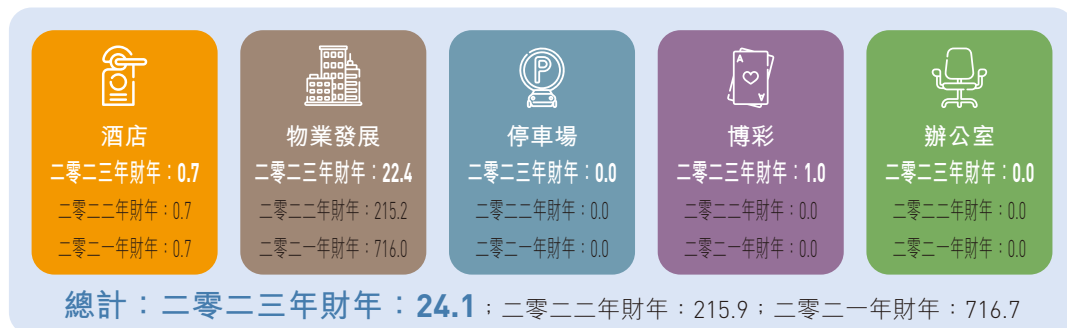 酒店
二零二三年財年：0.7
二零二二年財年：0.7
二零二一年財年：0.7
物業發展
二零二三年財年：22.4
二零二二年財年：215.2
二零二一年財年：716.0
P
停車場
二零二三年財年：0.0
二零二二年財年：0.0
二零二一年財年：0.0
A
A
博彩
二零二三年財年：1.0
二零二二年財年：0.0
二零二一年財年：0.0
辦公室
二零二三年財年：0.0
二零二二年財年：0.0
二零二一年財年：0.0
總計：二零二三年財年：24.1；二零二二年財年：215.9；二零二一年財年：716.7